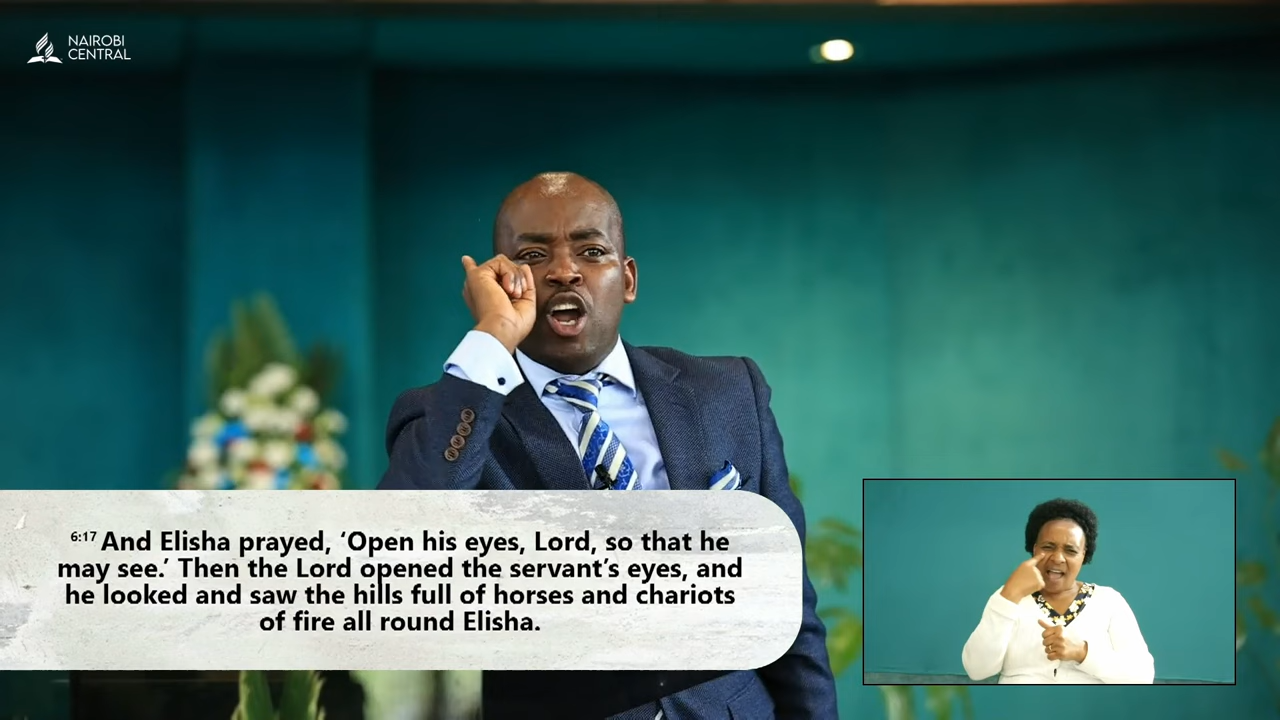 NAIROBI
CENTRAL
6:17 And Elisha prayed, ‘Open his eyes, Lord, so that he
may see.’ Then the Lord opened the servant’s eyes, and
he looked and saw the hills full of horses and chariots
of fire all round Elisha.